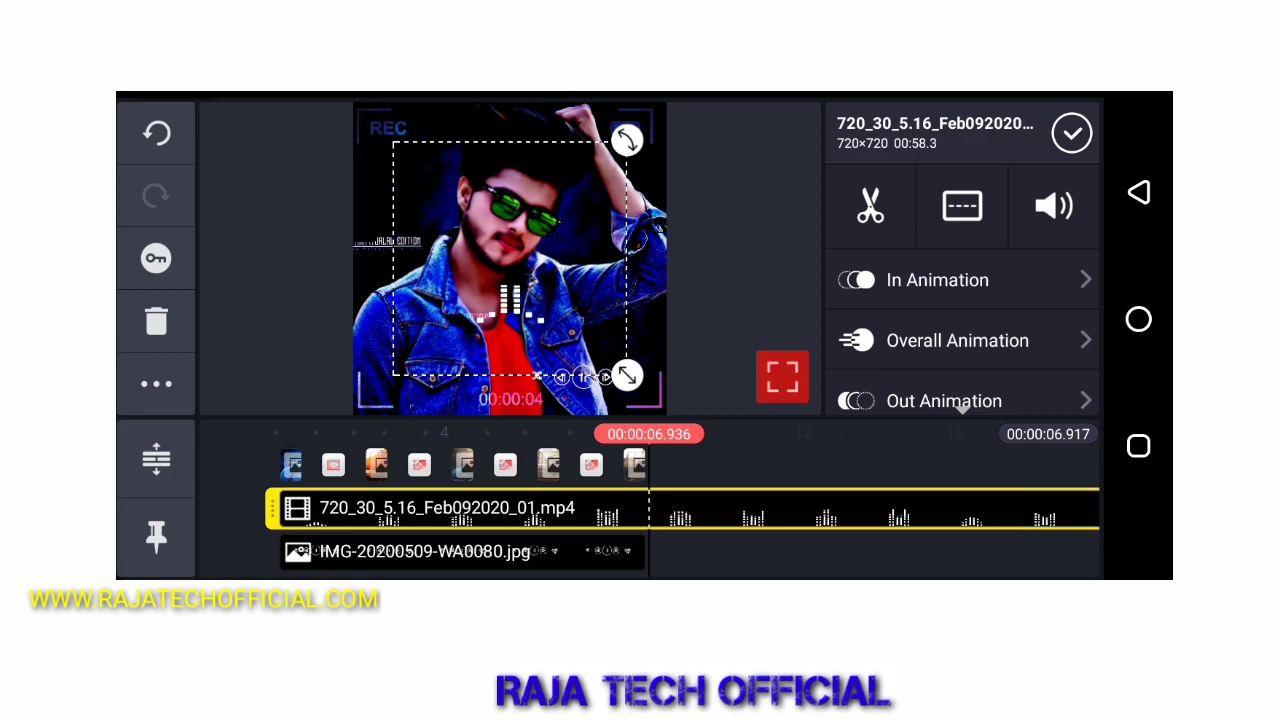 REC
JALAL EDITION
00:00:04
720_30_5.16_Feb092020...
720×720 00:58.3
In Animation
Overall Animation
Out Animation
4
00:00:06.936
12
16
00:00:06.917
720_30_5.16_Feb092020_01.mp4
IMG-20200509-WA0080.jpg
WWW.RAJATECHOFFICIAL.COM
RAJA TECH OFFICIAL